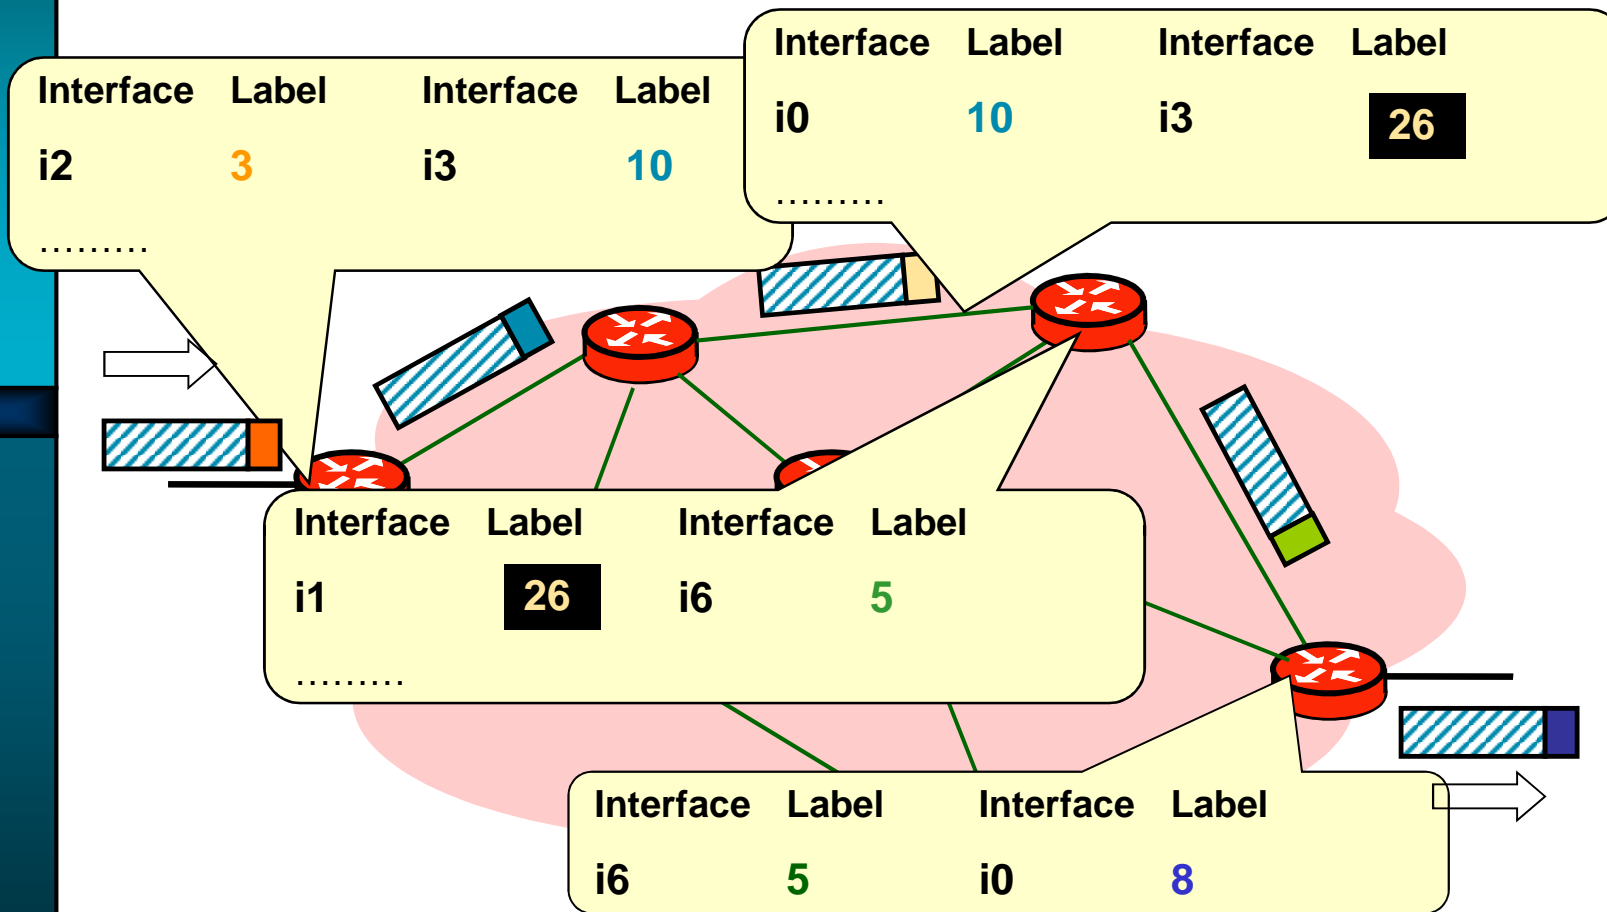 Interface Label Interface Label
i2 3 i3 10
.........
Interface Label Interface Label
i0 10 i3 26
.........
Interface Label Interface Label
i1 26 i6 5
.........
Interface Label Interface Label
i6 5 i0 8